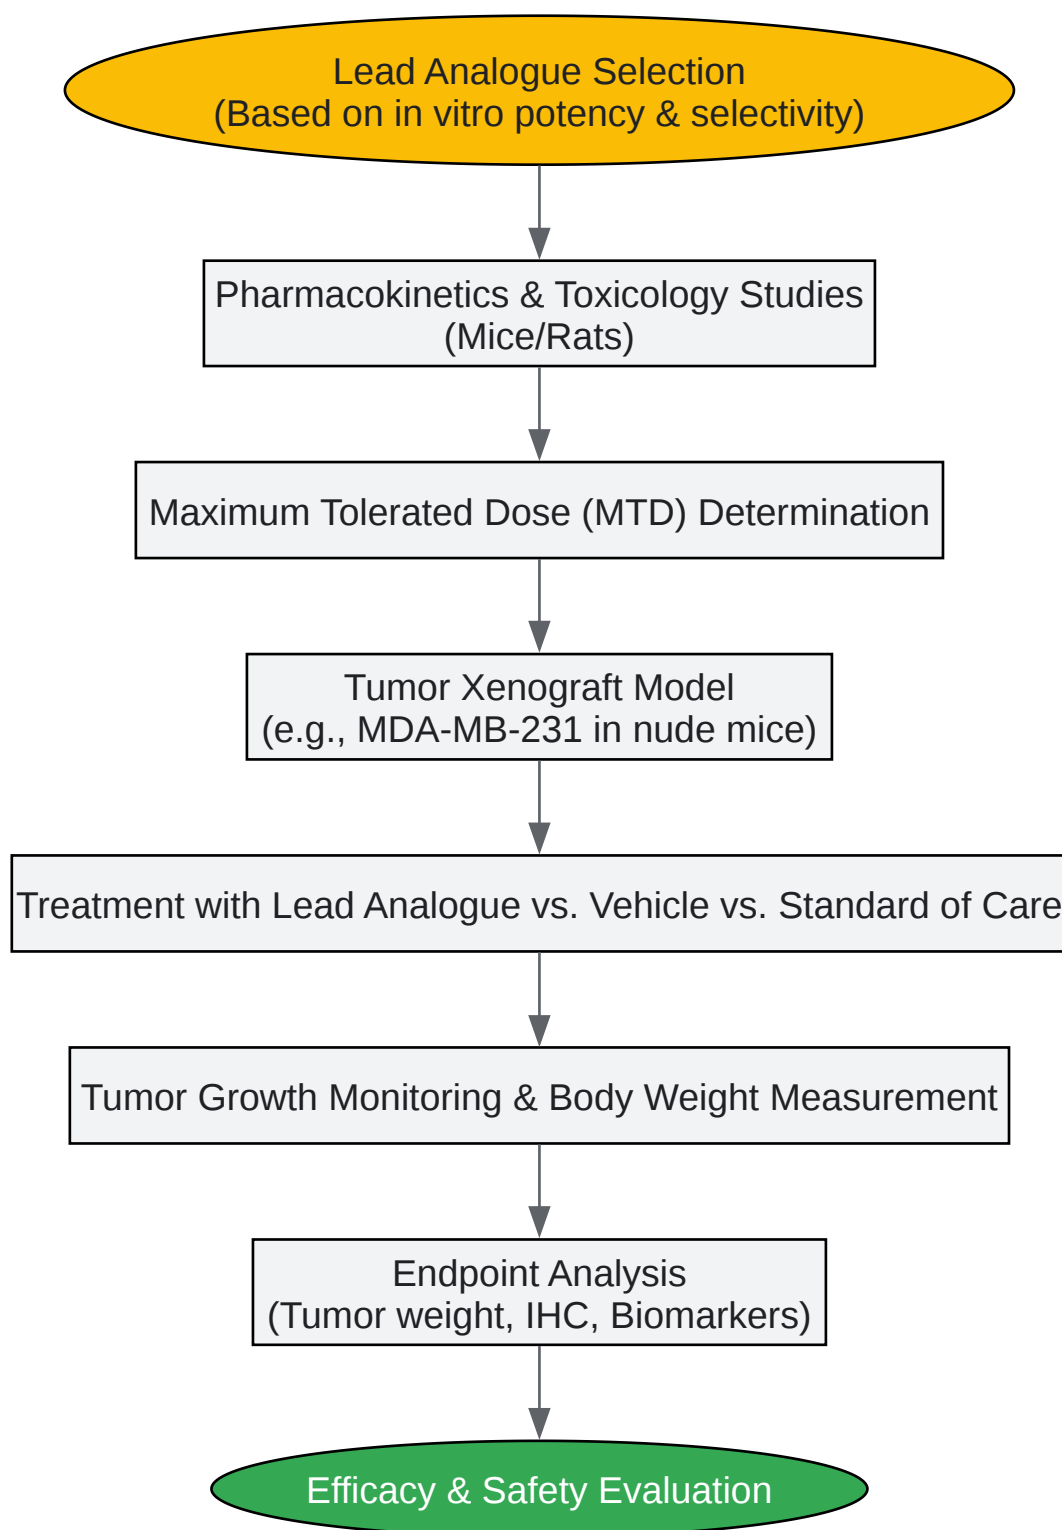 Lead Analogue Selection
(Based on in vitro potency & selectivity)
Pharmacokinetics & Toxicology Studies
(Mice/Rats)
Maximum Tolerated Dose (MTD) Determination
Tumor Xenograft Model
(e.g., MDA-MB-231 in nude mice)
Treatment with Lead Analogue vs. Vehicle vs. Standard of Care
Tumor Growth Monitoring & Body Weight Measurement
Endpoint Analysis
(Tumor weight, IHC, Biomarkers)
Efficacy & Safety Evaluation